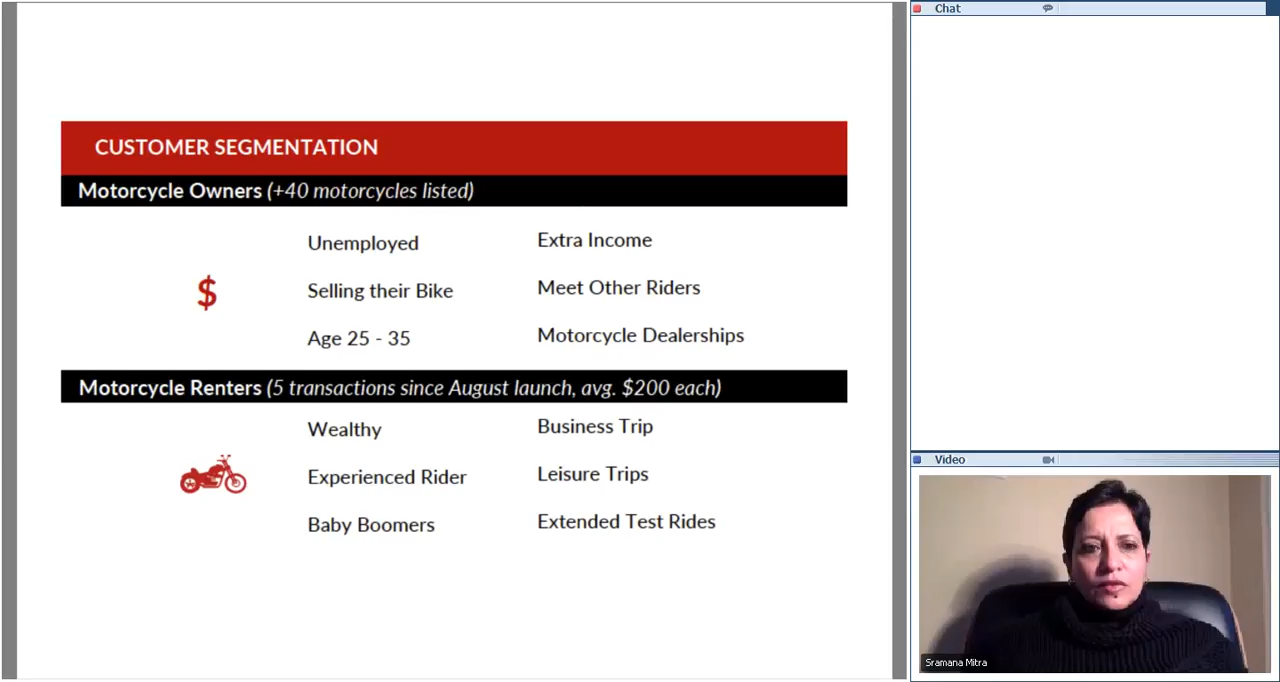 CUSTOMER SEGMENTATION
Motorcycle Owners (+40 motorcycles listed)
Unemployed
Extra Income
$
Selling their Bike
Meet Other Riders
Age 25 - 35
Motorcycle Dealerships
Motorcycle Renters (5 transactions since August launch, avg. $200 each)
Wealthy
Business Trip
Experienced Rider
Leisure Trips
Baby Boomers
Extended Test Rides
Chat
Video
Sramana Mitra